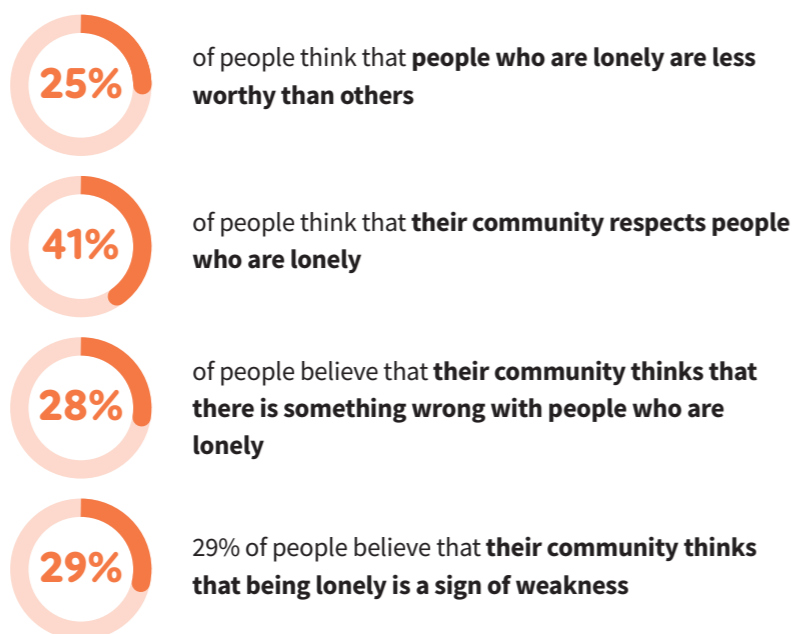 25%
of people think that people who are lonely are less
worthy than others
41%
of people think that their community respects people
who are lonely
28%
of people believe that their community thinks that
there is something wrong with people who are
lonely
29%
29% of people believe that their community thinks
that being lonely is a sign of weakness